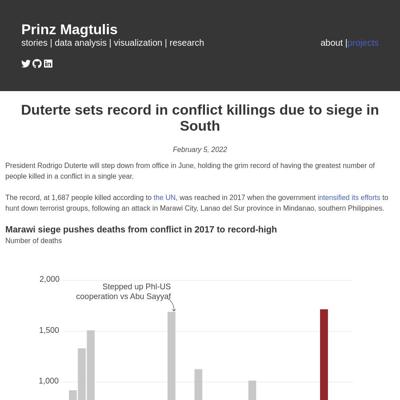 Prinz Magtulis
stories | data analysis | visualization | research
about |projects
Duterte sets record in conflict killings due to siege in
South
February 5, 2022
President Rodrigo Duterte will step down from office in June, holding the grim record of having the greatest number of
people killed in a conflict in a single year.
The record, at 1,687 people killed according to the UN, was reached in 2017 when the government intensified its efforts to
hunt down terrorist groups, following an attack in Marawi City, Lanao del Sur province in Mindanao, southern Philippines.
Marawi siege pushes deaths from conflict in 2017 to record-high
Number of deaths
2,000
Stepped up Phl-US
cooperation vs Abu Sayyaf
1,500
1,000